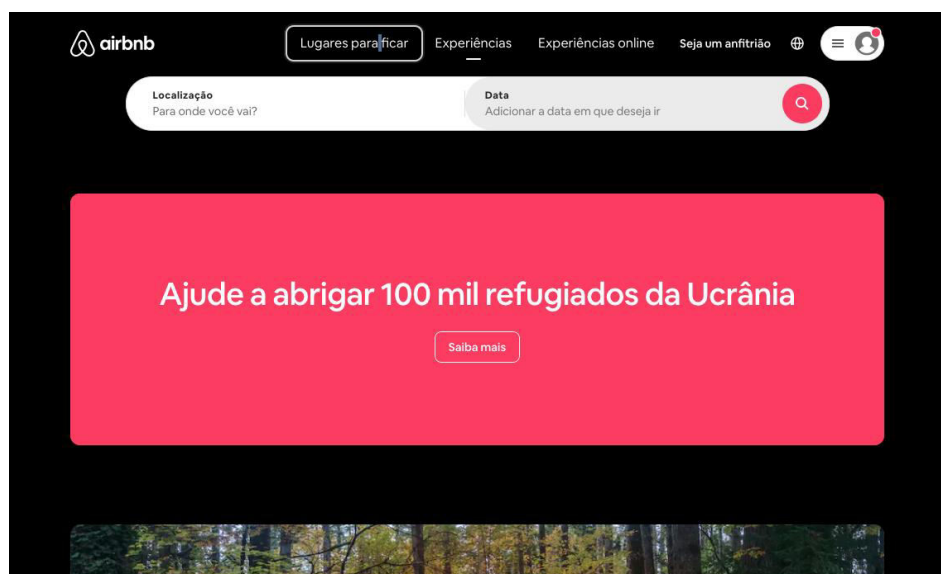 airbnb
Lugares para ficar
Experiências
Experiências online
Seja um anfitrião
Localização
Para onde você vai?
Data
Adicionar a data em que deseja ir
Ajude a abrigar 100 mil refugiados da Ucrânia
Saiba mais